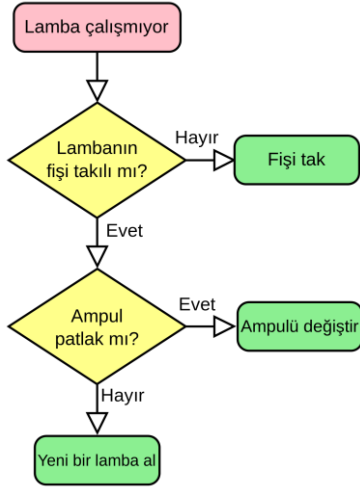 Lamba çalışmıyor
Lambanın
fişi takılı mı?
Hayır
Fişi tak
Evet
Ampul
patlak mı?
Evet
Ampulü değiştir
Hayır
Yeni bir lamba al